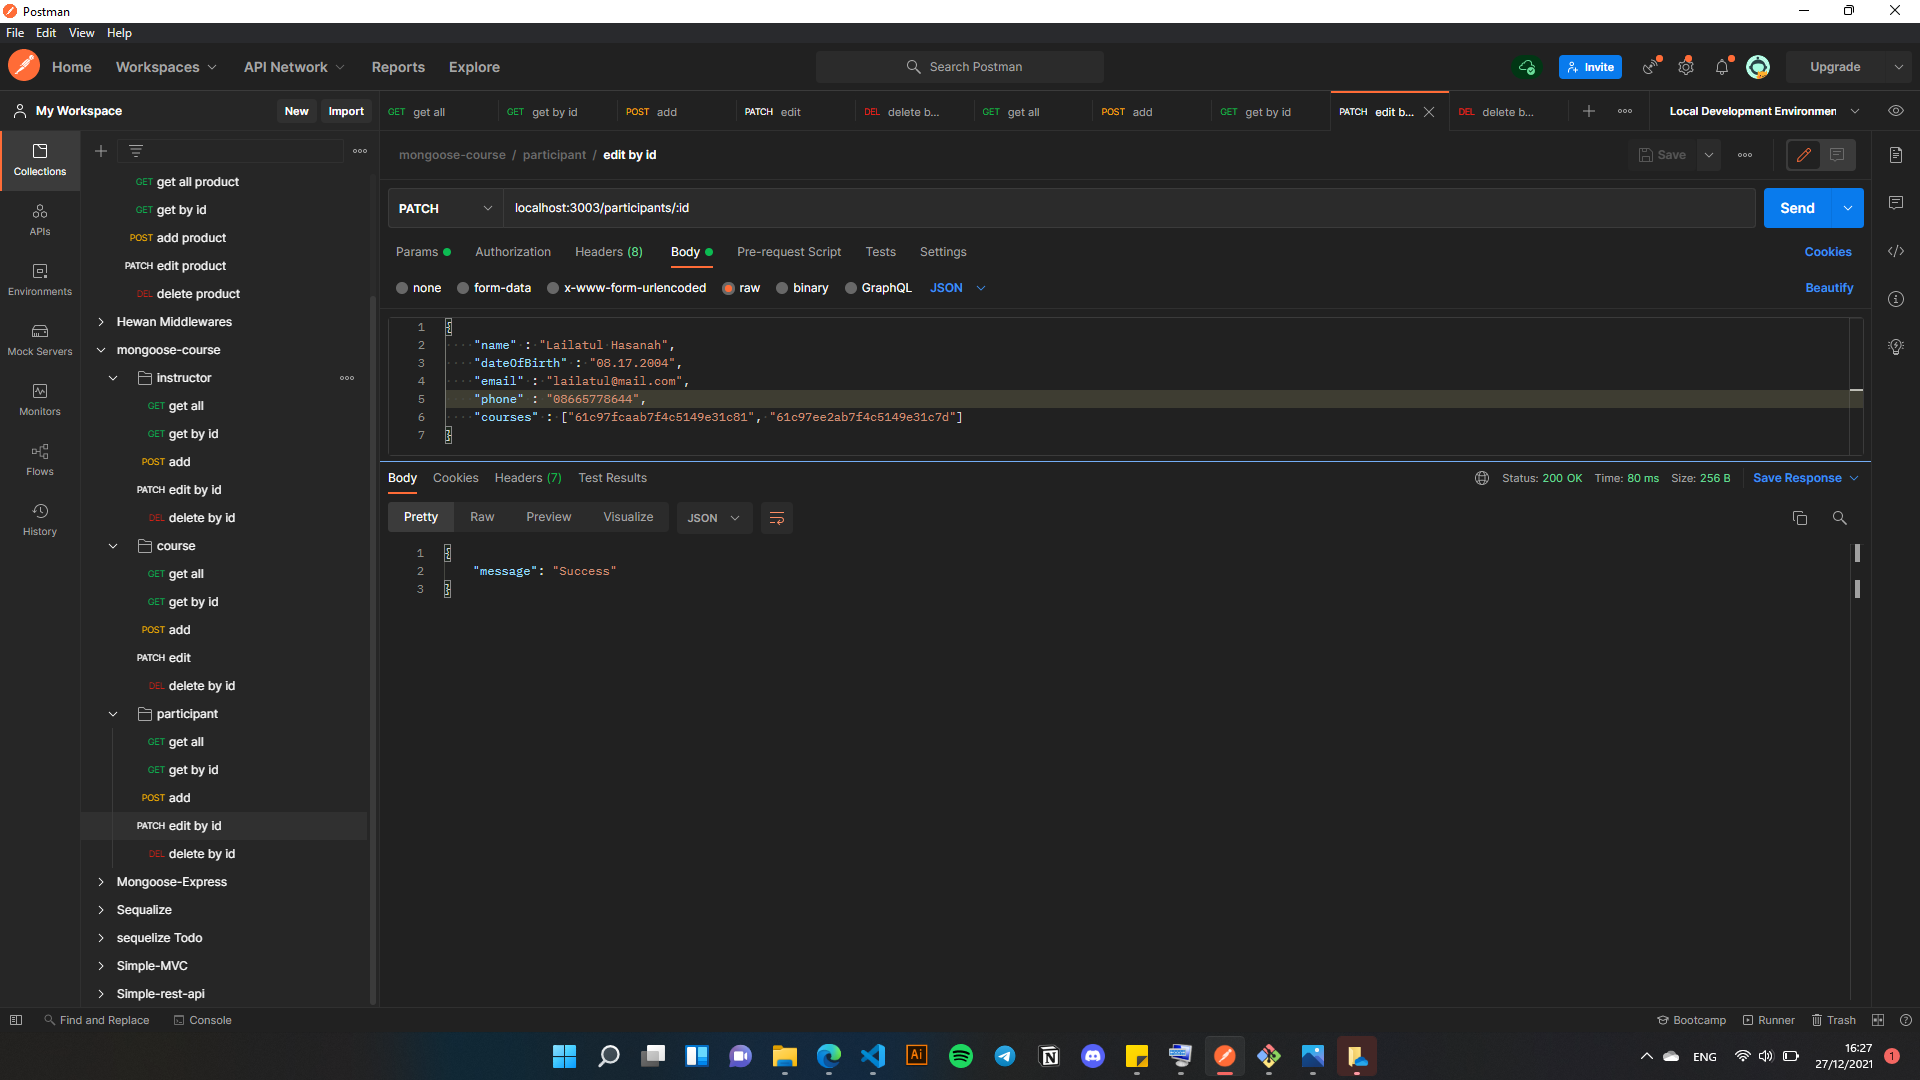 Postman
File Edit View Help
Home Workspaces API Network Reports Explore Search Postman Invite Upgrade
My Workspace New Import
GET get all GET get by id POST add PATCH edit DEL delete b... GET get all POST add GET get by id PATCH edit b... DEL delete b... Local Development Environmen
mongoose-course / participant / edit by id Save
PATCH localhost:3003/participants/:id Send
Params Authorization Headers (8) Body Pre-request Script Tests Settings Cookies
none form-data x-www-form-urlencoded raw binary GraphQL JSON Beautify
1 {
2 "name" : "Lailatul Hasanah",
3 "dateOfBirth" : "08.17.2004",
4 "email" : "lailatul@mail.com",
5 "phone" : "08665778644",
6 "courses" : ["61c97fcaab7f4c5149e31c81", "61c97ee2ab7f4c5149e31c7d"]
7 }
Body Cookies Headers (7) Test Results Status: 200 OK Time: 80 ms Size: 256 B Save Response
Pretty Raw Preview Visualize JSON
1 {
2 "message": "Success"
3 }
Collections
APIs
Environments
Mock Servers
Monitors
Flows
History
GET get all product
GET get by id
POST add product
PATCH edit product
DEL delete product
Hewan Middlewares
mongoose-course
instructor
GET get all
GET get by id
POST add
PATCH edit by id
DEL delete by id
course
GET get all
GET get by id
POST add
PATCH edit
DEL delete by id
participant
GET get all
GET get by id
POST add
PATCH edit by id
DEL delete by id
Mongoose-Express
Sequalize
sequelize Todo
Simple-MVC
Simple-rest-api
Find and Replace Console Bootcamp Runner Trash
Ai
ENG 16:27
27/12/2021 1